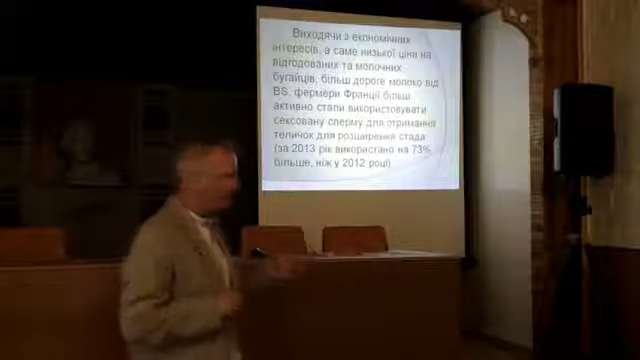 Виходячи з економічних
інтересів, а саме низької ціни на
відгодованих та молочних
бугайців, більш дороге молоко від
BS, фермери Франції більш
активно стали використовувати
сексовану сперму для отримання
теличок для розширення стада
(за 2013 рік використано на 73%
більше, ніж у 2012 році)